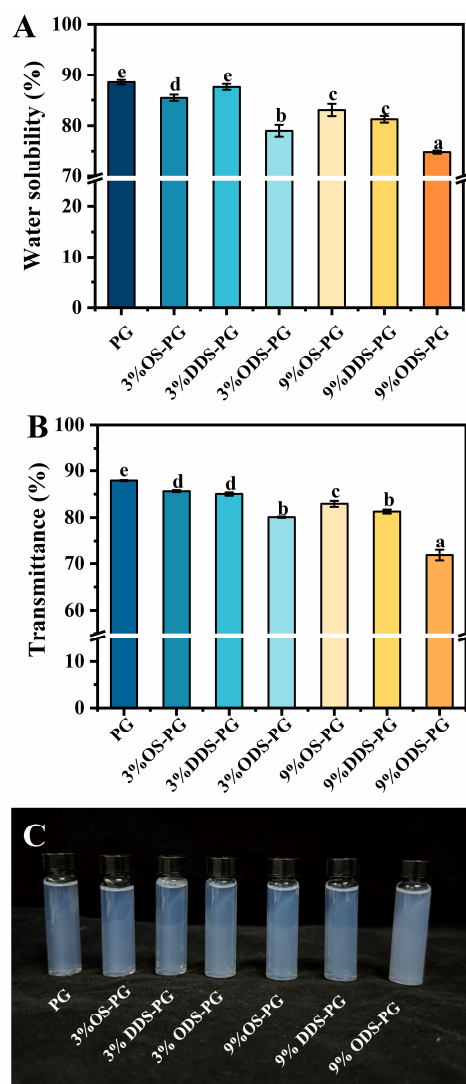 A
Water solubility (%)
100
90
80
70
20
10
0
e
d
e
b
c
c
a
PG
3%OS-PG
3%DDS-PG
3%ODS-PG
9%OS-PG
9%DDS-PG
9%ODS-PG
B
Transmittance (%)
100
90
80
70
60
10
0
e
d
d
b
c
b
a
PG
3%OS-PG
3%DDS-PG
3%ODS-PG
9%OS-PG
9%DDS-PG
9%ODS-PG
C
PG
3%OS-PG
3% DDS-PG
3% ODS-PG
9%OS-PG
9% DDS-PG
9% ODS-PG